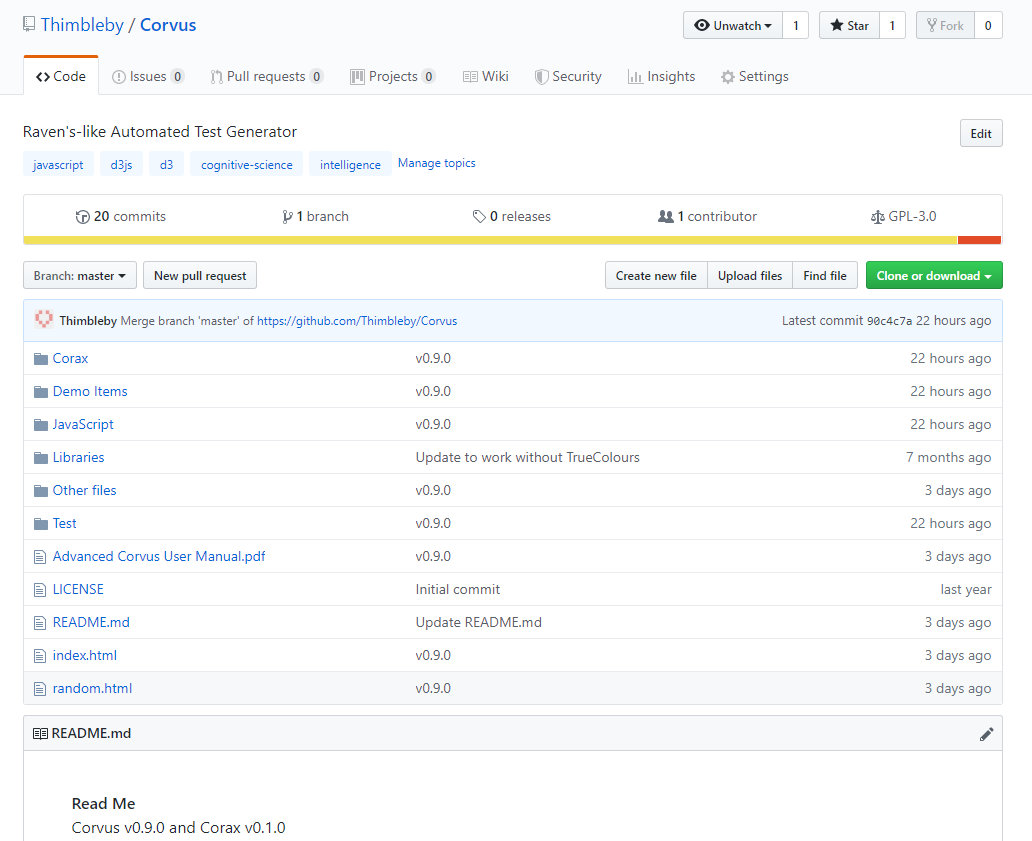 Thimbleby / Corvus
Unwatch 1 Star 1 Fork 0
Code Issues 0 Pull requests 0 Projects 0 Wiki Security Insights Settings
Raven's-like Automated Test Generator
Edit
javascript d3js d3 cognitive-science intelligence Manage topics
20 commits 1 branch 0 releases 1 contributor GPL-3.0
Branch: master New pull request Create new file Upload files Find file Clone or download
Thimbleby Merge branch 'master' of https://github.com/Thimbleby/Corvus Latest commit 90c4c7a 22 hours ago
Corax v0.9.0 22 hours ago
Demo Items v0.9.0 22 hours ago
JavaScript v0.9.0 22 hours ago
Libraries Update to work without TrueColours 7 months ago
Other files v0.9.0 3 days ago
Test v0.9.0 22 hours ago
Advanced Corvus User Manual.pdf v0.9.0 3 days ago
LICENSE Initial commit last year
README.md Update README.md 3 days ago
index.html v0.9.0 3 days ago
random.html v0.9.0 3 days ago
README.md
Read Me
Corvus v0.9.0 and Corax v0.1.0